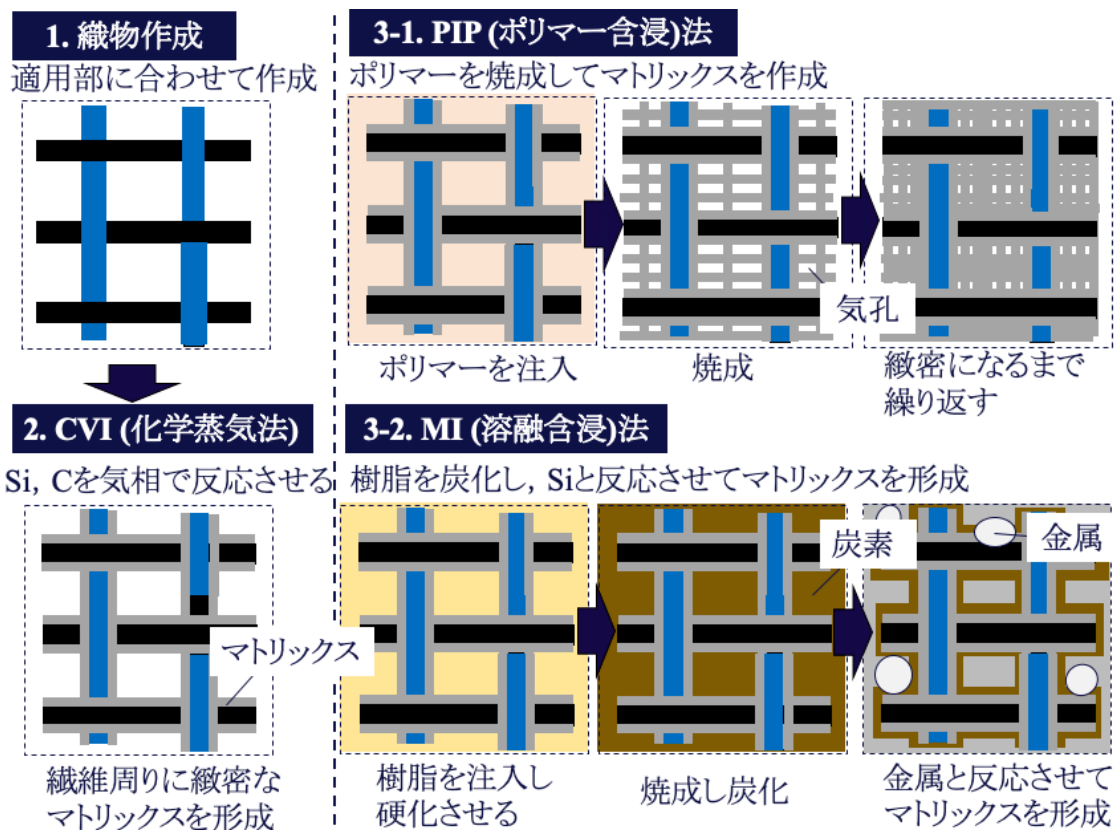 1. 織物作成
適用部に合わせて作成
2. CVI (化学蒸気法)
Si, Cを気相で反応させる
マトリックス
繊維周りに緻密な
マトリックスを形成
3-1. PIP (ポリマー含浸)法
ポリマーを焼成してマトリックスを作成
気孔
ポリマーを注入
焼成
緻密になるまで
繰り返す
3-2. MI (溶融含浸)法
樹脂を炭化し, Siと反応させてマトリックスを形成
炭素
金属
樹脂を注入し
硬化させる
焼成し炭化
金属と反応させて
マトリックスを形成